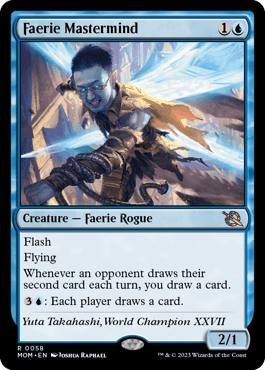 Faerie Mastermind 1
Creature — Faerie Rogue
Flash
Flying
Whenever an opponent draws their
second card each turn, you draw a card.
3: Each player draws a card.
Yuta Takahashi, World Champion XXVII
2/1
R 0058
MOM • EN Joshua Raphael
™ & © 2023 Wizards of the Coast